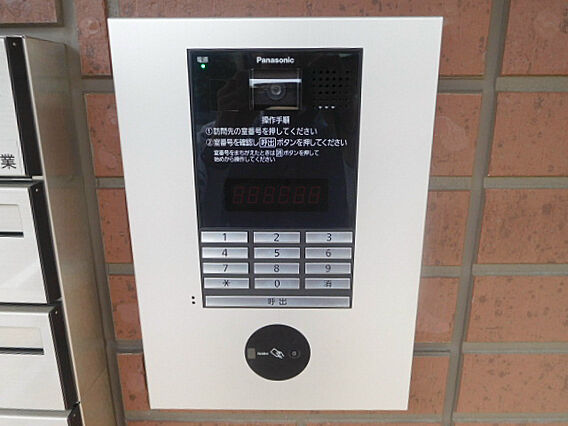 Panasonic
電源
操作手順
①訪問先の室番号を押してください
②室番号を確認し 呼出 ボタンを押してください
室番号をまちがえたときは 消 ボタンを押して
始めから操作してください
1 2 3
4 5 6
7 8 9
* 0 消
呼出
業